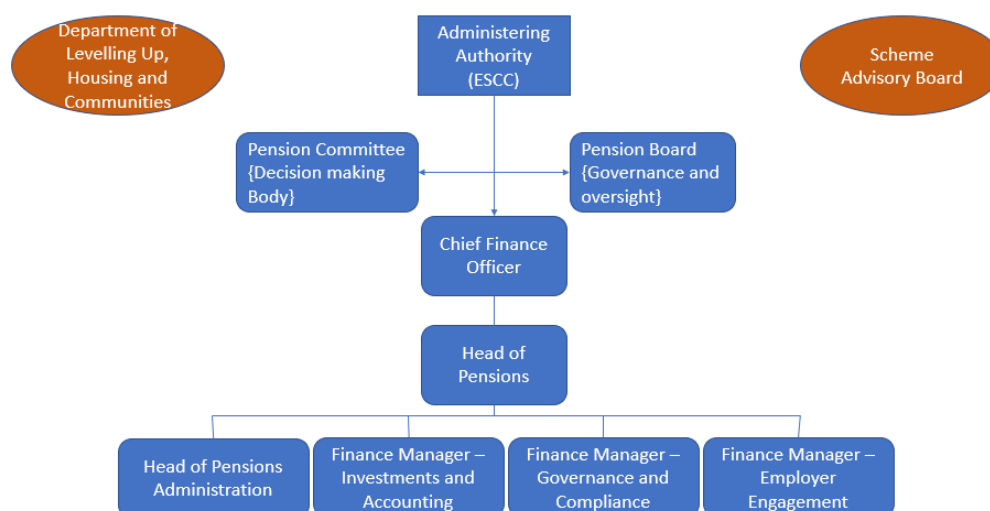 Department of
Levelling Up,
Housing and
Communities
Administering
Authority
(ESCC)
Scheme
Advisory Board
Pension Committee
{Decision making
Body}
Pension Board
{Governance and
oversight}
Chief Finance
Officer
Head of
Pensions
Head of Pensions
Administration
Finance Manager –
Investments and
Accounting
Finance Manager –
Governance and
Compliance
Finance Manager –
Employer
Engagement